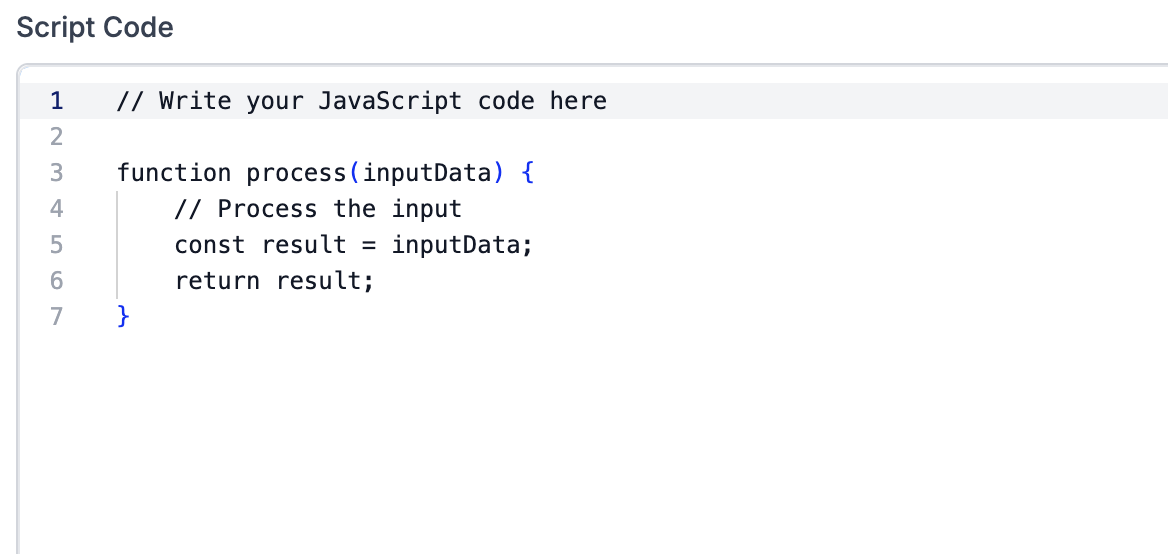 Script Code
1 // Write your JavaScript code here
2
3 function process(inputData) {
4     // Process the input
5     const result = inputData;
6     return result;
7 }